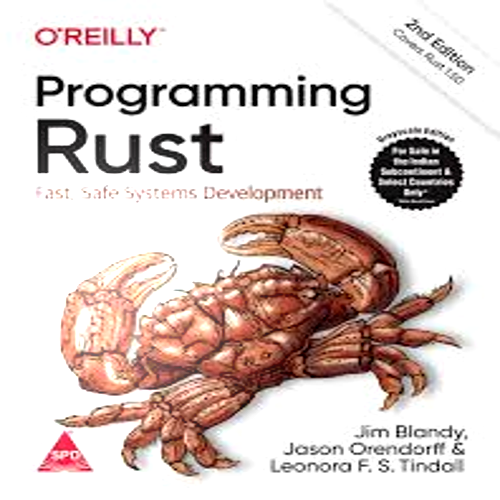 O'REILLY
2nd Edition
Covers Rust 1.50
Programming
Rust
Fast, Safe Systems Development
Grayscale Edition
For Sale in
the Indian
Subcontinent &
Select Countries
Only*
Jim Blandy,
Jason Orendorff &
Leonora F. S. Tindall
SPD